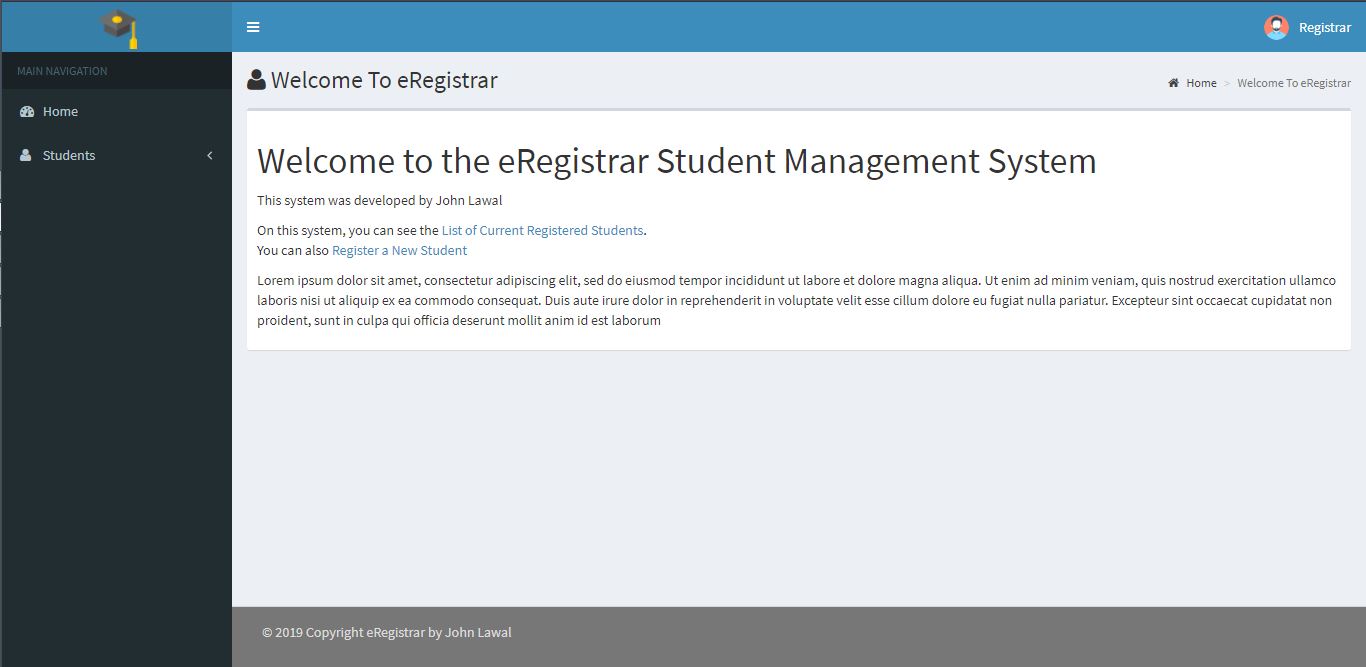 Registrar
MAIN NAVIGATION
Home
Students
Welcome To eRegistrar
Home > Welcome To eRegistrar
Welcome to the eRegistrar Student Management System
This system was developed by John Lawal
On this system, you can see the List of Current Registered Students.
You can also Register a New Student
Lorem ipsum dolor sit amet, consectetur adipiscing elit, sed do eiusmod tempor incididunt ut labore et dolore magna aliqua. Ut enim ad minim veniam, quis nostrud exercitation ullamco
laboris nisi ut aliquip ex ea commodo consequat. Duis aute irure dolor in reprehenderit in voluptate velit esse cillum dolore eu fugiat nulla pariatur. Excepteur sint occaecat cupidatat non
proident, sunt in culpa qui officia deserunt mollit anim id est laborum
© 2019 Copyright eRegistrar by John Lawal